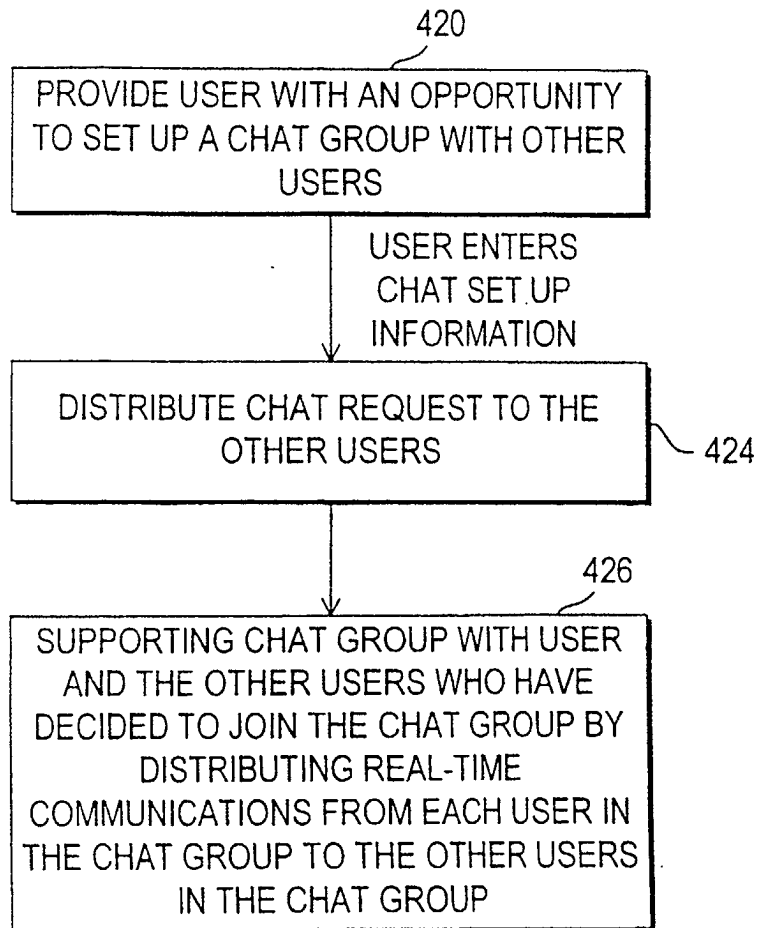 420
PROVIDE USER WITH AN OPPORTUNITY
TO SET UP A CHAT GROUP WITH OTHER
USERS
USER ENTERS
CHAT SET UP
INFORMATION
DISTRIBUTE CHAT REQUEST TO THE
OTHER USERS
424
426
SUPPORTING CHAT GROUP WITH USER
AND THE OTHER USERS WHO HAVE
DECIDED TO JOIN THE CHAT GROUP BY
DISTRIBUTING REAL-TIME
COMMUNICATIONS FROM EACH USER IN
THE CHAT GROUP TO THE OTHER USERS
IN THE CHAT GROUP